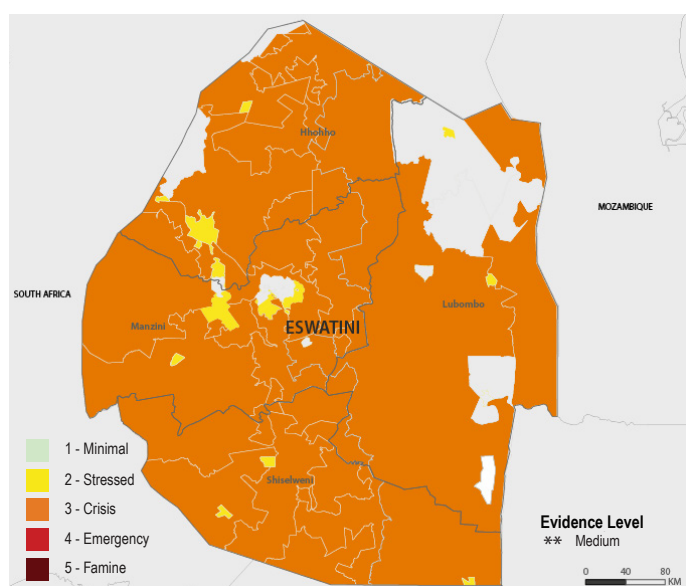 Hhohho
MOZAMBIQUE
SOUTH AFRICA
Lubombo
Manzini
ESWATINI
Shiselweni
1 - Minimal
2 - Stressed
3 - Crisis
4 - Emergency
5 - Famine
Evidence Level
** Medium
0 40 80
KM